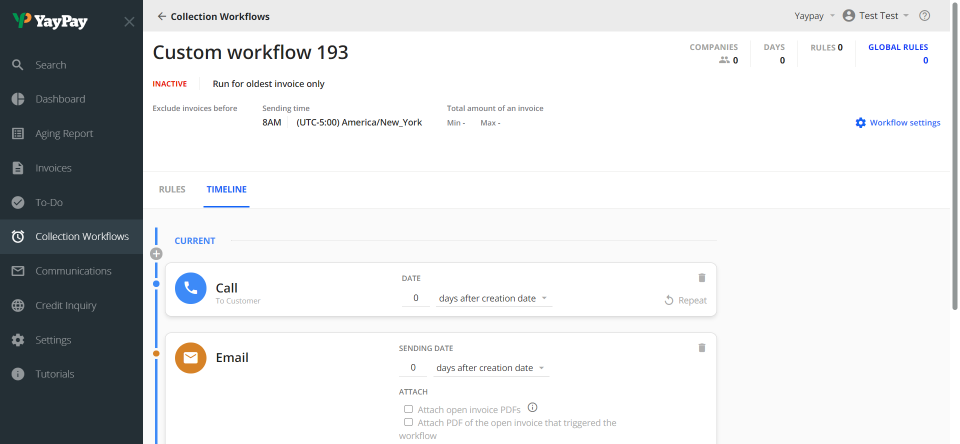 YayPay
Search
Dashboard
Aging Report
Invoices
To-Do
Collection Workflows
Communications
Credit Inquiry
Settings
Tutorials
Collection Workflows
Yaypay
Test Test
Custom workflow 193
COMPANIES
0
DAYS
0
RULES 0
GLOBAL RULES
0
INACTIVE
Run for oldest invoice only
Exclude invoices before
Sending time
8AM (UTC-5:00) America/New_York
Total amount of an invoice
Min - Max -
Workflow settings
RULES
TIMELINE
CURRENT
Call
To Customer
DATE
0 days after creation date
Repeat
Email
SENDING DATE
0 days after creation date
ATTACH
Attach open invoice PDFs
Attach PDF of the open invoice that triggered the
workflow